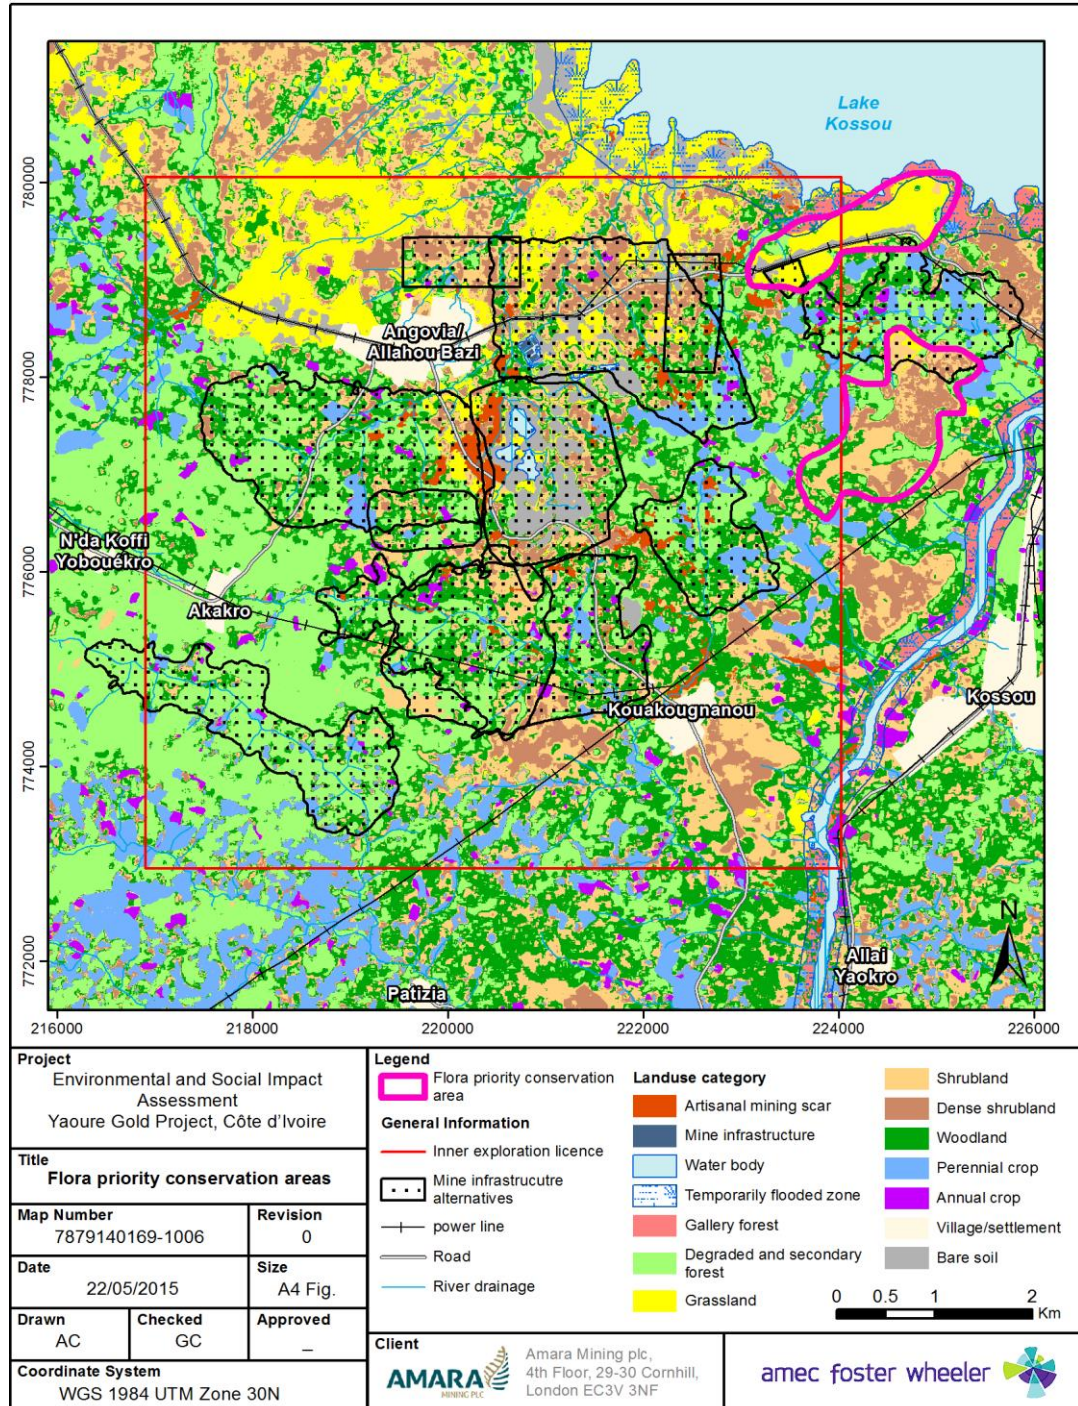 Lake
Kossou
780000
778000
776000
774000
772000
Angovia/
Allahou Bazi
N'da Koffi
Yobouékro
Akakro
Kouakougnanou
Kossou
Allai
Yaokro
Patizia
N
216000
218000
220000
222000
224000
226000
Project
Environmental and Social Impact
Assessment
Yaoure Gold Project, Côte d'Ivoire
Title
Flora priority conservation areas
Map Number
7879140169-1006
Revision
0
Date
22/05/2015
Size
A4 Fig.
Drawn
AC
Checked
GC
Approved
_
Coordinate System
WGS 1984 UTM Zone 30N
Legend
Flora priority conservation
area
General Information
Inner exploration licence
Mine infrastrucutre
alternatives
power line
Road
River drainage
Landuse category
Artisanal mining scar
Mine infrastructure
Water body
Temporarily flooded zone
Gallery forest
Degraded and secondary
forest
Grassland
Shrubland
Dense shrubland
Woodland
Perennial crop
Annual crop
Village/settlement
Bare soil
0 0.5 1 2
Km
Client
AMARA
MINING PLC
Amara Mining plc,
4th Floor, 29-30 Cornhill,
London EC3V 3NF
amec foster wheeler